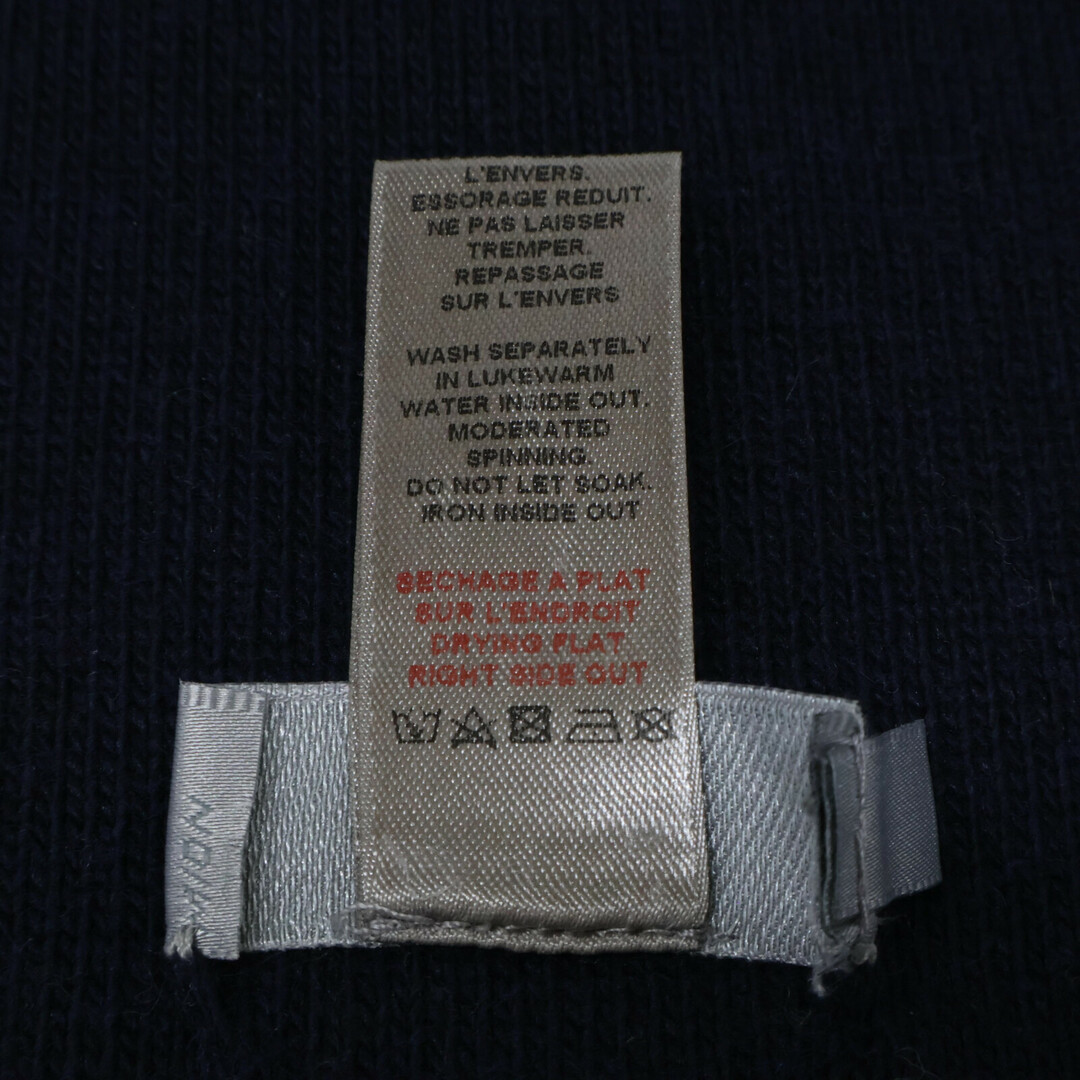 L'ENVERS.
ESSORAGE REDUIT.
NE PAS LAISSER
TREMPER.
REPASSAGE
SUR L'ENVERS
WASH SEPARATELY
IN LUKEWARM
WATER INSIDE OUT.
MODERATED
SPINNING.
DO NOT LET SOAK.
IRON INSIDE OUT
SECHAGE A PLAT
SUR L'ENDROIT
DRYING FLAT
RIGHT SIDE OUT